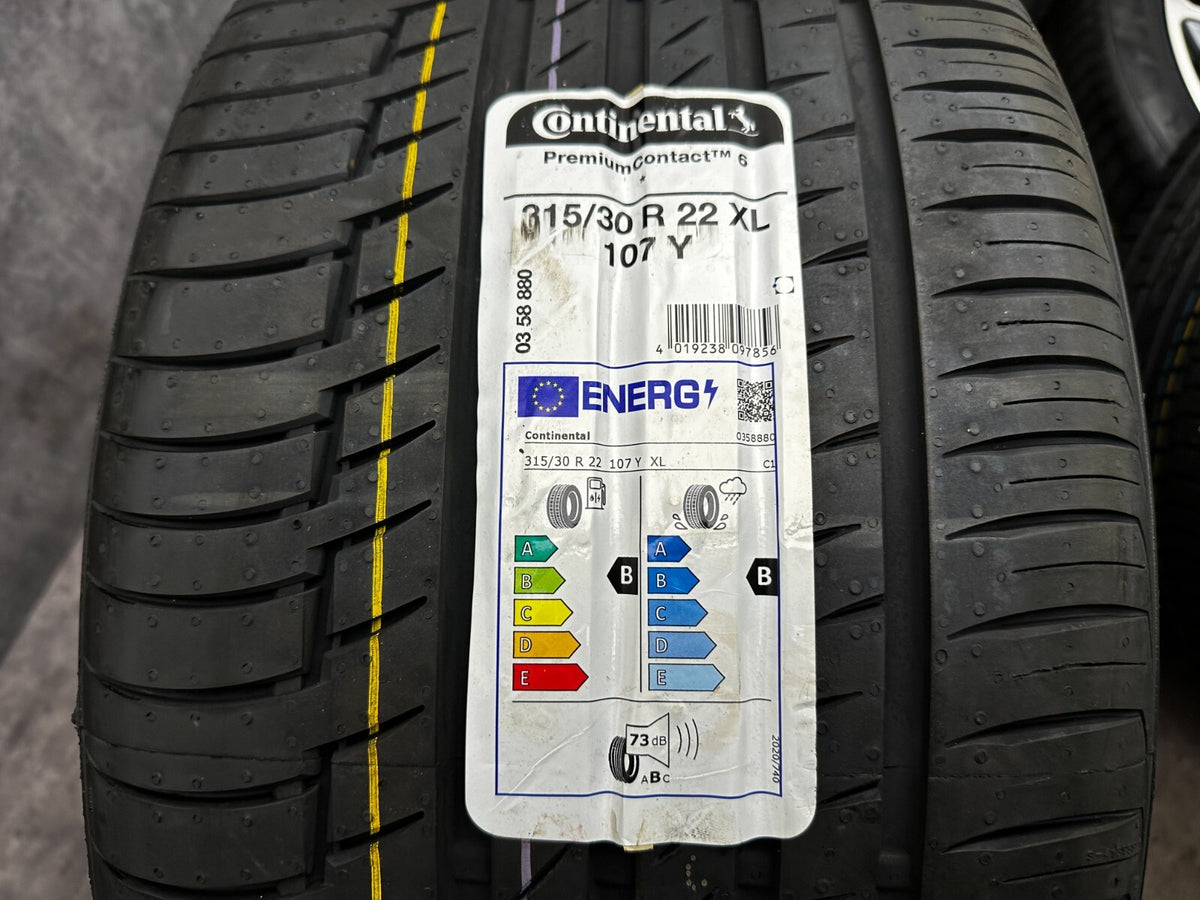 Continental
PremiumContact™ 6
*
315/30 R 22 XL
107 Y
03 58 880
4 019238 097856
ENERG
Continental 0358880
315/30 R 22 107 Y XL C1
A A
B B B B
C C
D D
E E
73 dB
ABC
2020/740